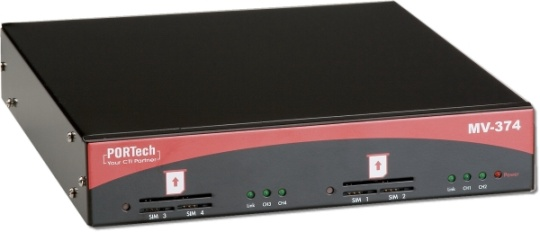 MV-374
PORTech
Your CTI Partner
SIM 3 SIM 4
Link CH3 CH4
SIM 1 SIM 2
Link CH1 CH2 Power